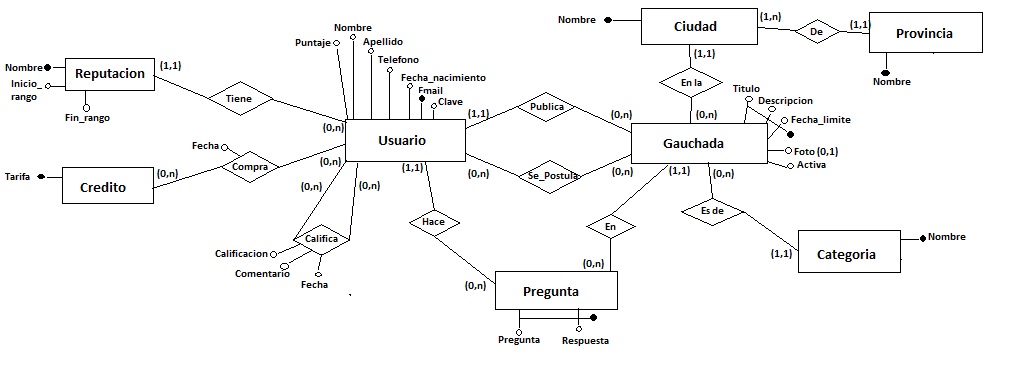 Nombre
(1,n)
(1,1)
Ciudad
De
Provincia
Nombre
(1,1)
Nombre
Puntaje
Apellido
Telefono
Fecha_nacimiento
Email
Clave
Nombre
(1,1)
Reputacion
Inicio_
rango
Fin_rango
Tiene
(0,n)
En la
(0,n)
Titulo
Descripcion
Fecha_limite
Foto (0,1)
Activa
(1,1)
Publica
(0,n)
Usuario
Gauchada
Fecha
(0,n)
Compra
Tarifa
Credito
(0,n)
(0,n)
(0,n)
(1,1)
(0,n)
Se_Postula
(0,n)
(1,1)
(0,n)
Es de
Hace
En
Califica
Calificacion
Comentario
Fecha
(1,1)
Categoria
Nombre
(0,n)
(0,n)
Pregunta
Pregunta
Respuesta